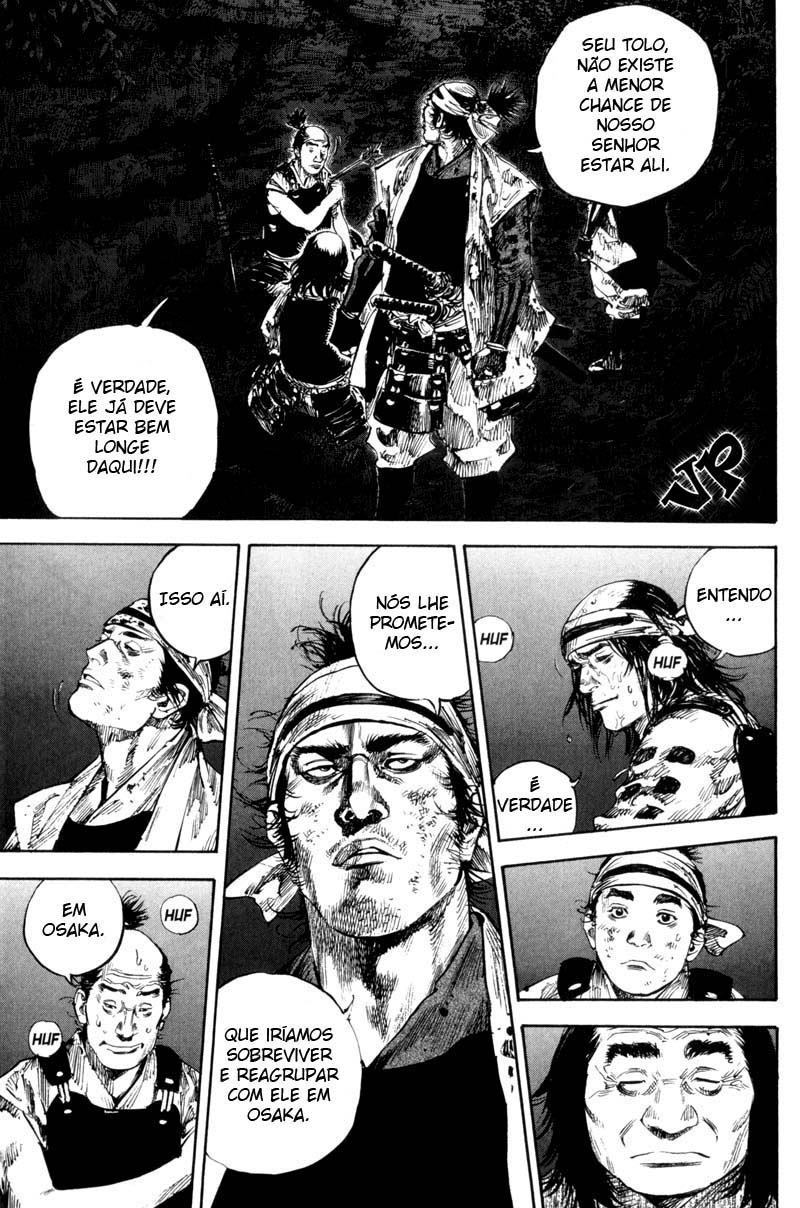 SEU TOLO,
NÃO EXISTE
A MENOR
CHANCE DE
NOSSO
SENHOR
ESTAR ALI.
É VERDADE,
ELE JÁ DEVE
ESTAR BEM
LONGE
DAQUI!!!
VP
ENTENDO
...
HUF
HUF
É
VERDADE
...
NÓS LHE
PROMETE-
MOS...
QUE IRÍAMOS
SOBREVIVER
E REAGRUPAR
COM ELE EM
OSAKA.
ISSO AÍ.
EM
OSAKA.
HUF
HUF